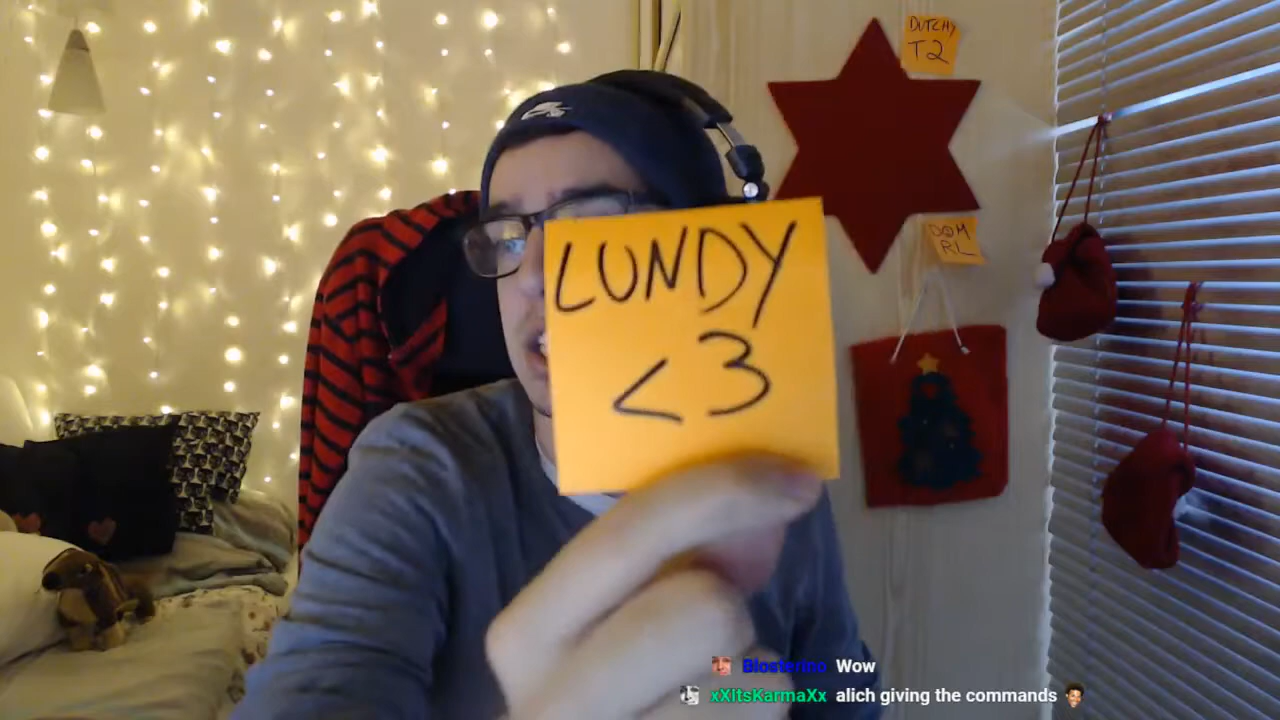 DUTCHY
T2
LUNDY
<3
DOM
RL
Blosterino Wow
xXItsKarmaXx alich giving the commands